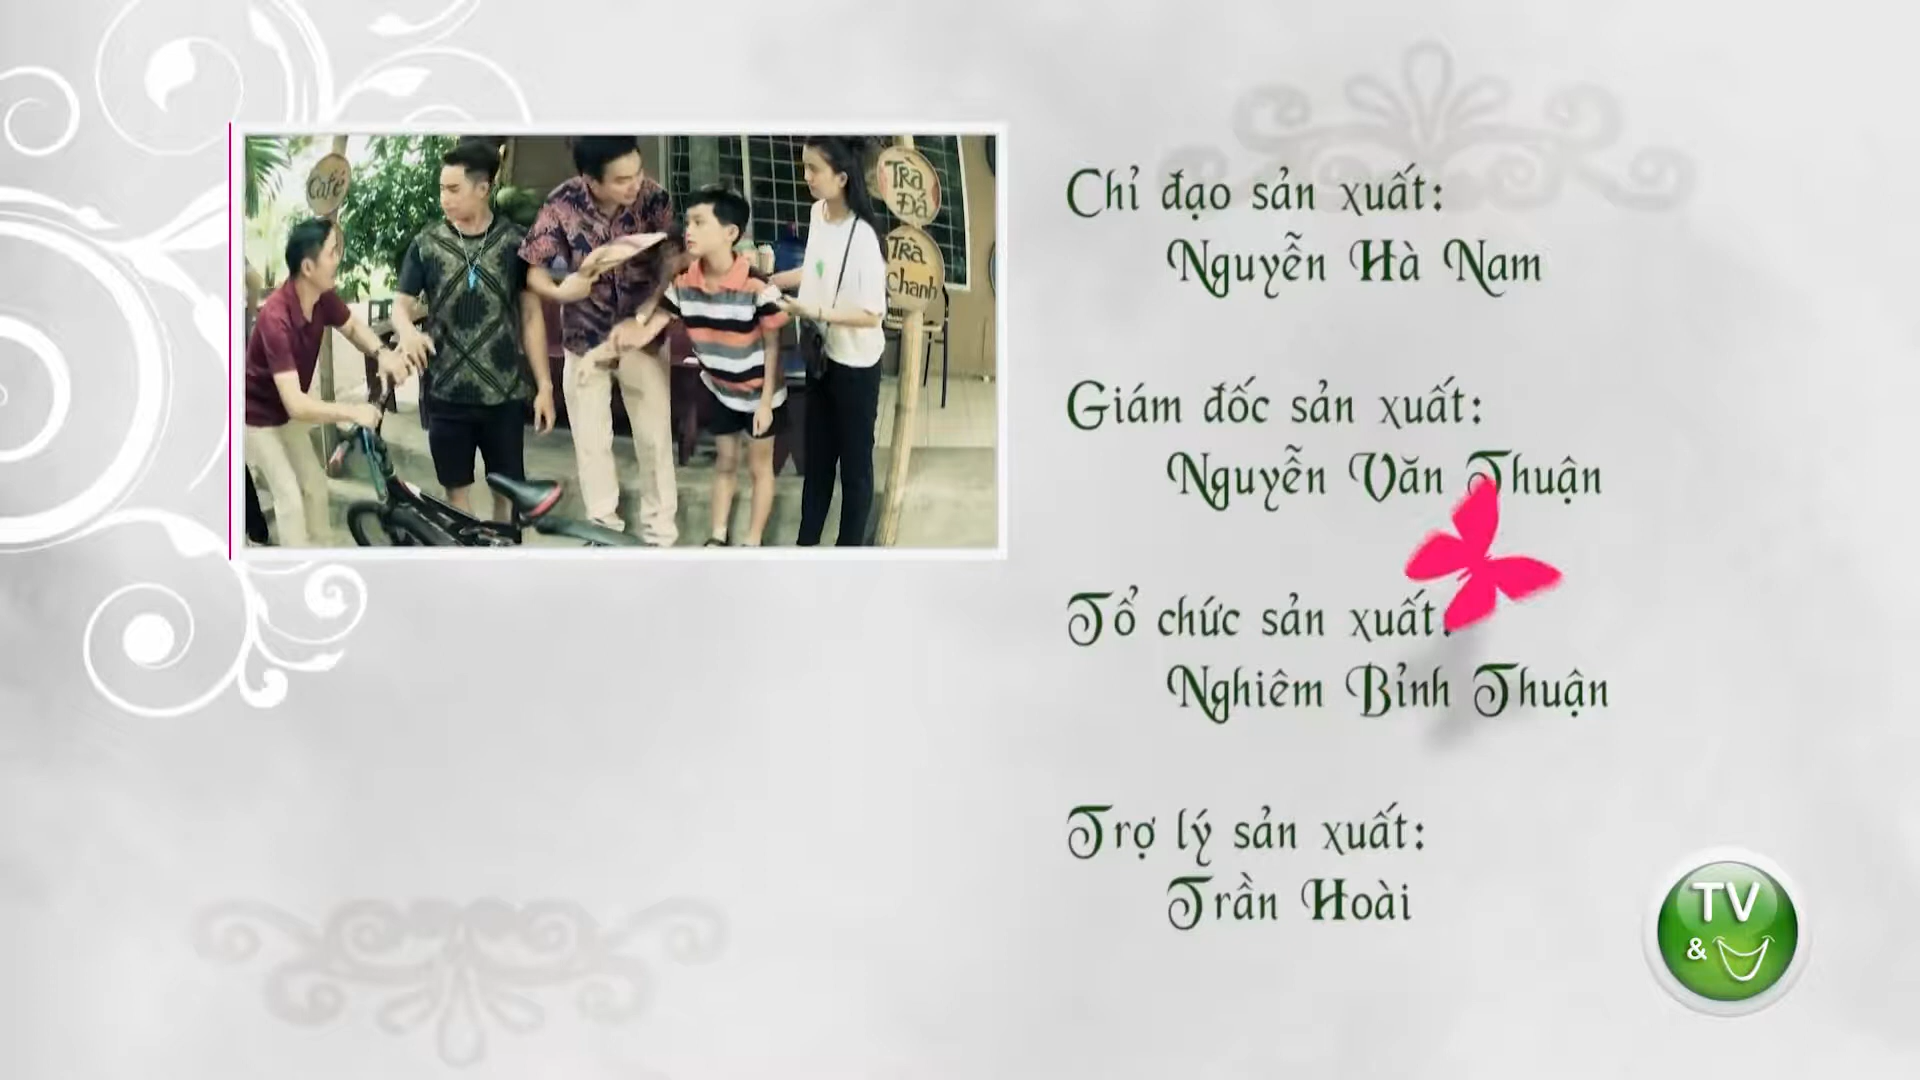 Café
Trà
Đá
Trà
Chanh
Chỉ đạo sản xuất:
Nguyễn Hà Nam
Giám đốc sản xuất:
Nguyễn Văn Thuận
Tổ chức sản xuất:
Nghiêm Bỉnh Thuận
Trợ lý sản xuất:
Trần Hoài
TV
&